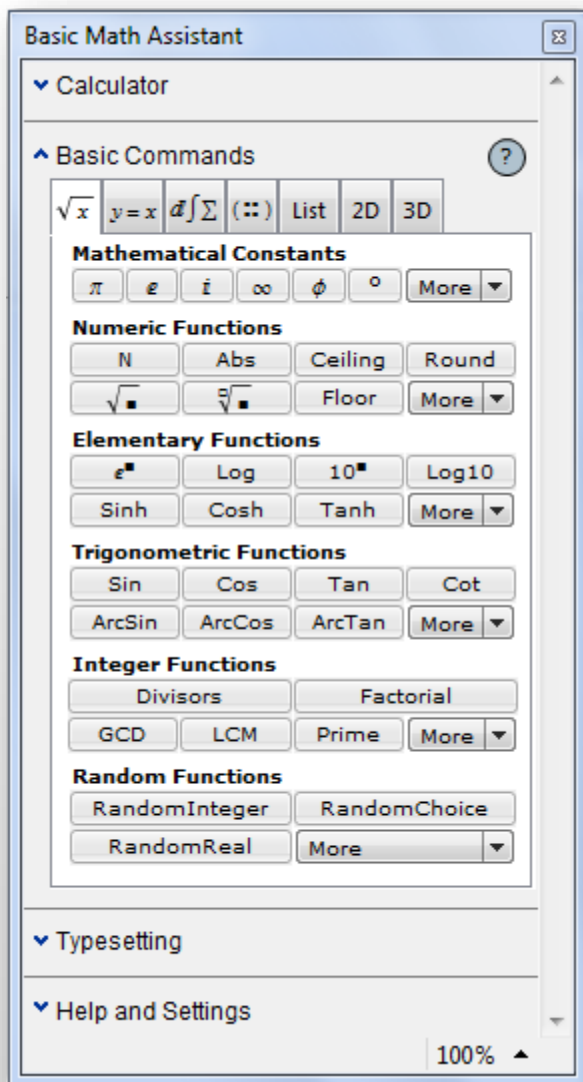 Basic Math Assistant
Calculator
Basic Commands ?
√x y = x d∫Σ (∷) List 2D 3D
Mathematical Constants
π e i ∞ ϕ ° More
Numeric Functions
N Abs Ceiling Round
√■ ∜■ Floor More
Elementary Functions
e■ Log 10■ Log10
Sinh Cosh Tanh More
Trigonometric Functions
Sin Cos Tan Cot
ArcSin ArcCos ArcTan More
Integer Functions
Divisors Factorial
GCD LCM Prime More
Random Functions
RandomInteger RandomChoice
RandomReal More
Typesetting
Help and Settings
100%